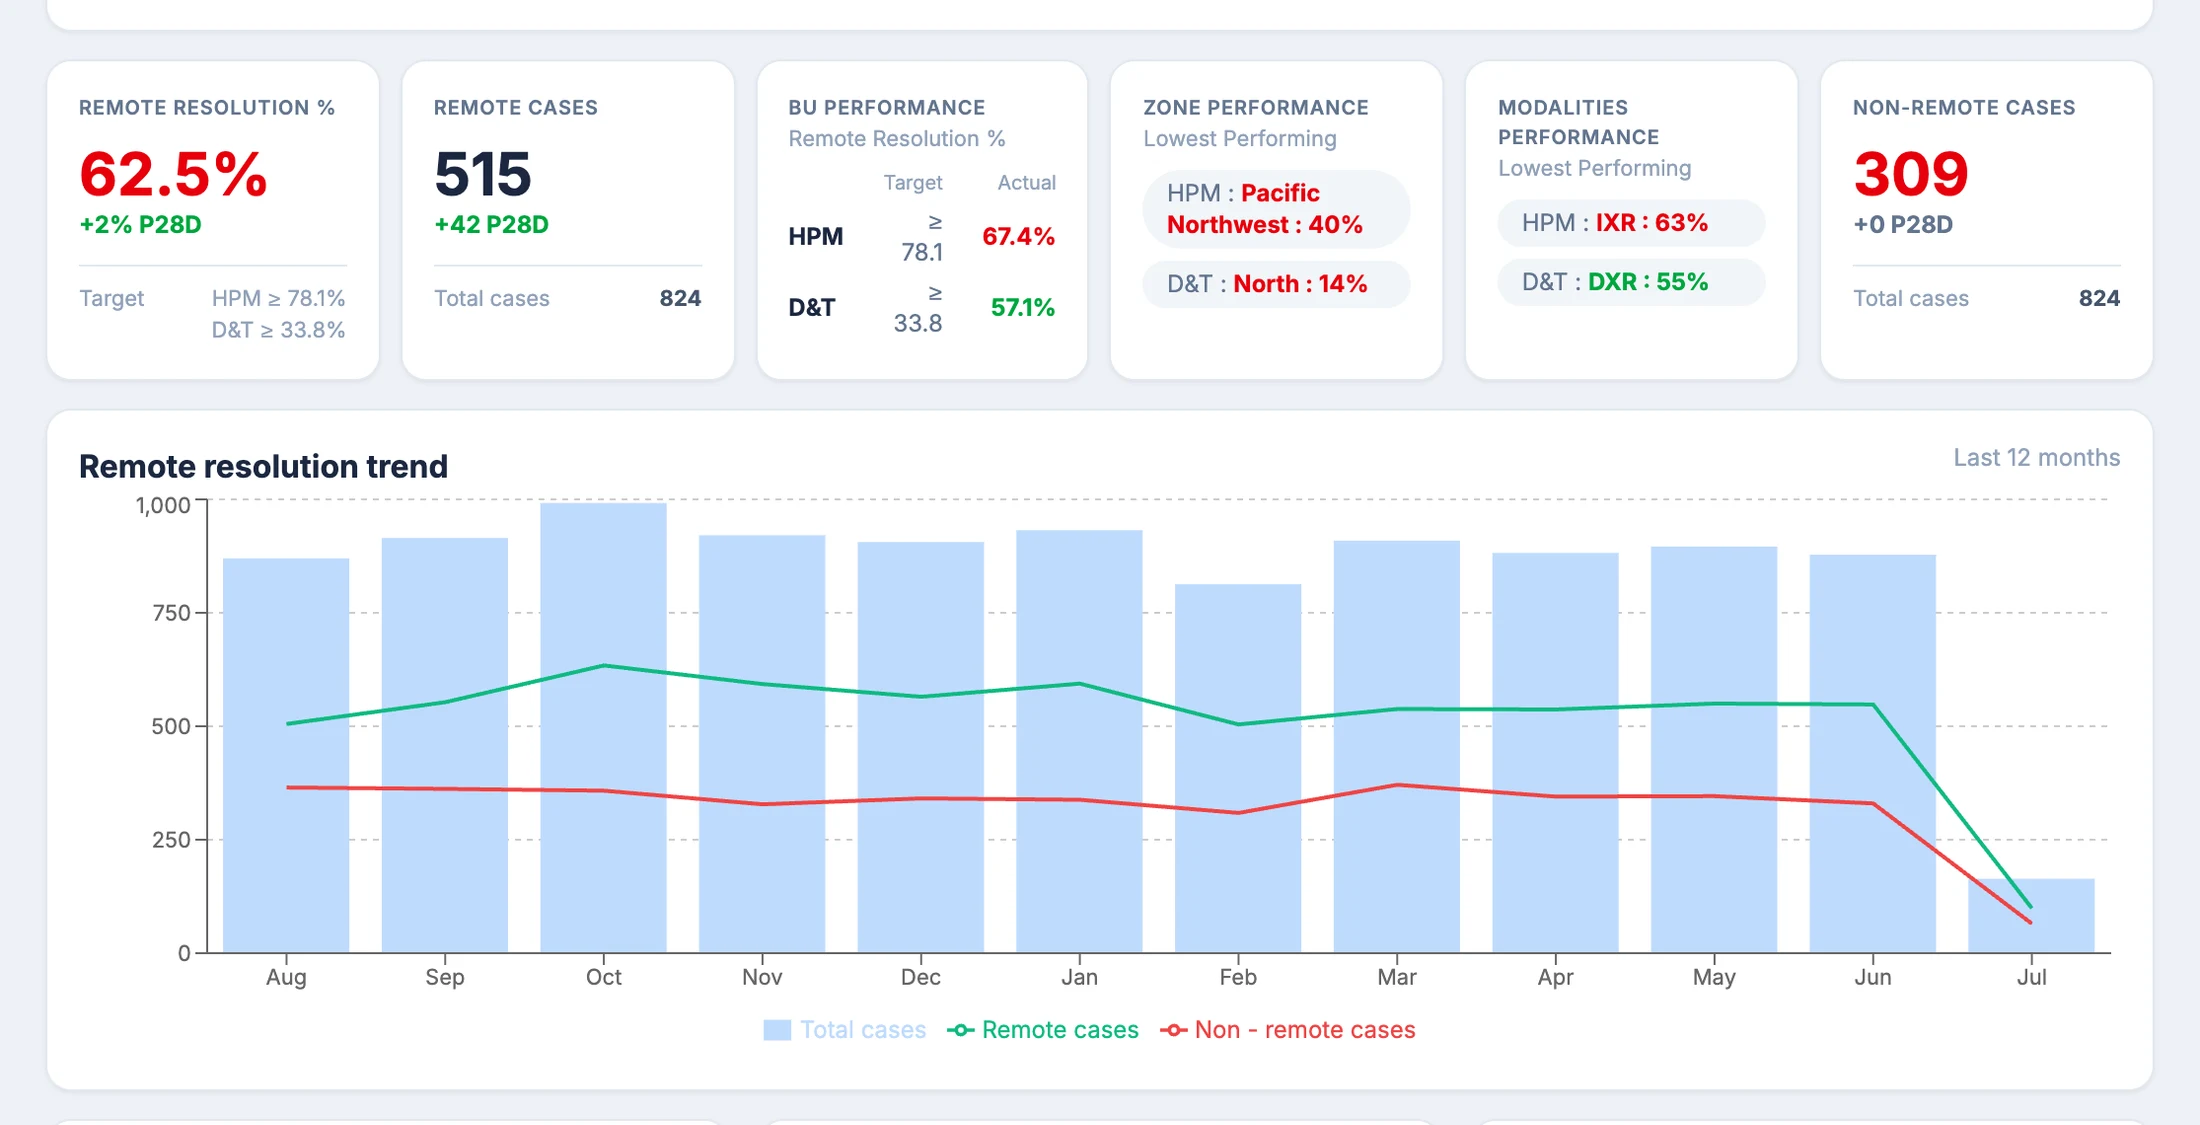 REMOTE RESOLUTION %
62.5%
+2% P28D
Target
HPM ≥ 78.1%
D&T ≥ 33.8%
REMOTE CASES
515
+42 P28D
Total cases 824
BU PERFORMANCE
Remote Resolution %
Target Actual
HPM ≥ 78.1 67.4%
D&T ≥ 33.8 57.1%
ZONE PERFORMANCE
Lowest Performing
HPM : Pacific
Northwest : 40%
D&T : North : 14%
MODALITIES
PERFORMANCE
Lowest Performing
HPM : IXR : 63%
D&T : DXR : 55%
NON-REMOTE CASES
309
+0 P28D
Total cases 824
Remote resolution trend
Last 12 months
1,000
750
500
250
0
Aug Sep Oct Nov Dec Jan Feb Mar Apr May Jun Jul
Total cases Remote cases Non - remote cases